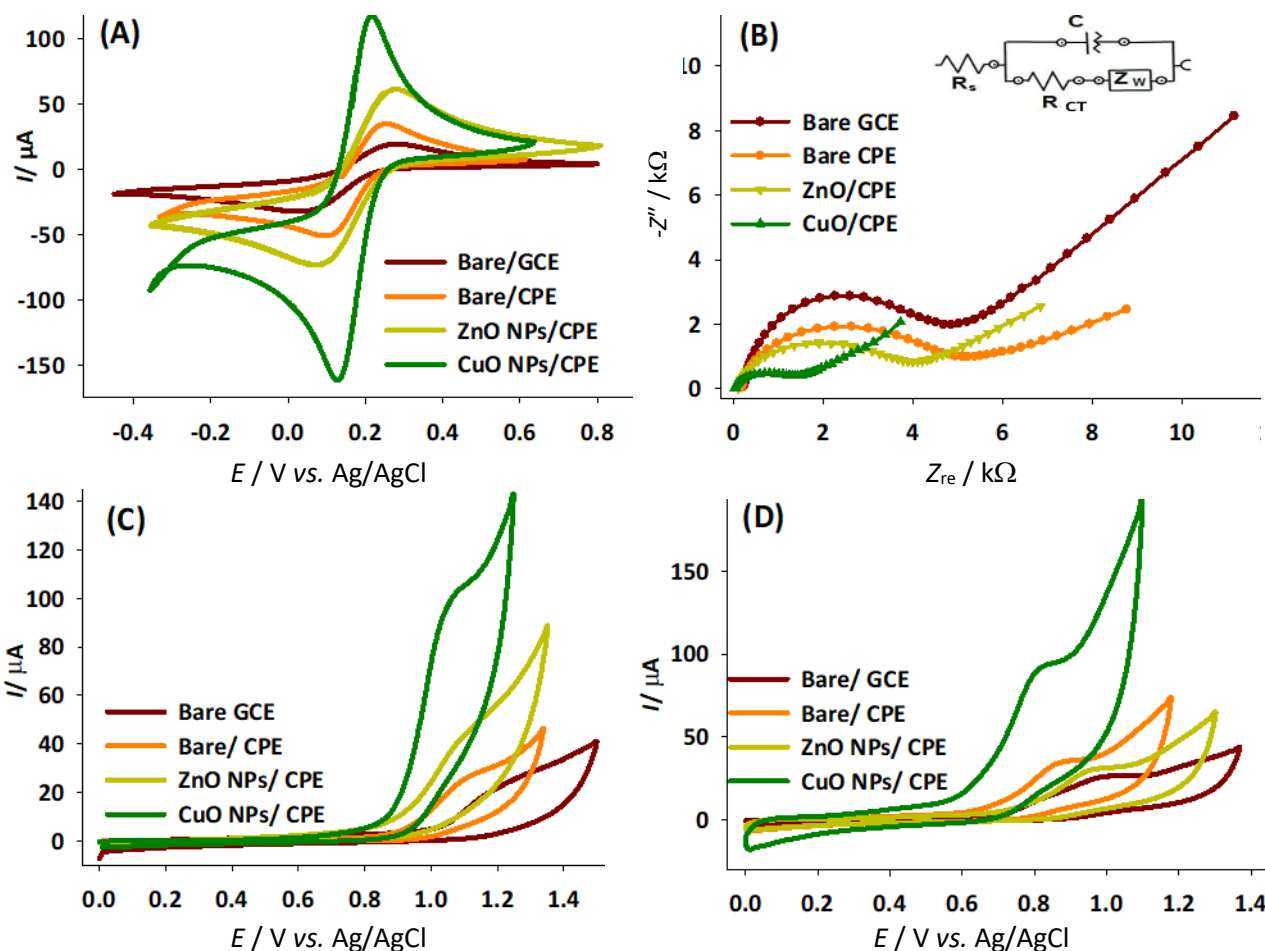 (A)
100
50
0
-50
-100
-150
I/ µA
Bare/GCE
Bare/CPE
ZnO NPs/CPE
CuO NPs/CPE
-0.4 -0.2 0.0 0.2 0.4 0.6 0.8
E / V vs. Ag/AgCl
(B)
C
Rs
R CT
Zw
10
8
6
4
2
0
-Z″ / kΩ
Bare GCE
Bare CPE
ZnO/CPE
CuO/CPE
0 2 4 6 8 10 1
Zre / kΩ
(C)
140
120
100
80
60
40
20
0
I/ µA
Bare GCE
Bare/ CPE
ZnO NPs/ CPE
CuO NPs/ CPE
0.0 0.2 0.4 0.6 0.8 1.0 1.2 1.4
E / V vs. Ag/AgCl
(D)
150
100
50
0
I/ µA
Bare/ GCE
Bare/ CPE
ZnO NPs/ CPE
CuO NPs/ CPE
0.0 0.2 0.4 0.6 0.8 1.0 1.2 1.4
E / V vs. Ag/AgCl